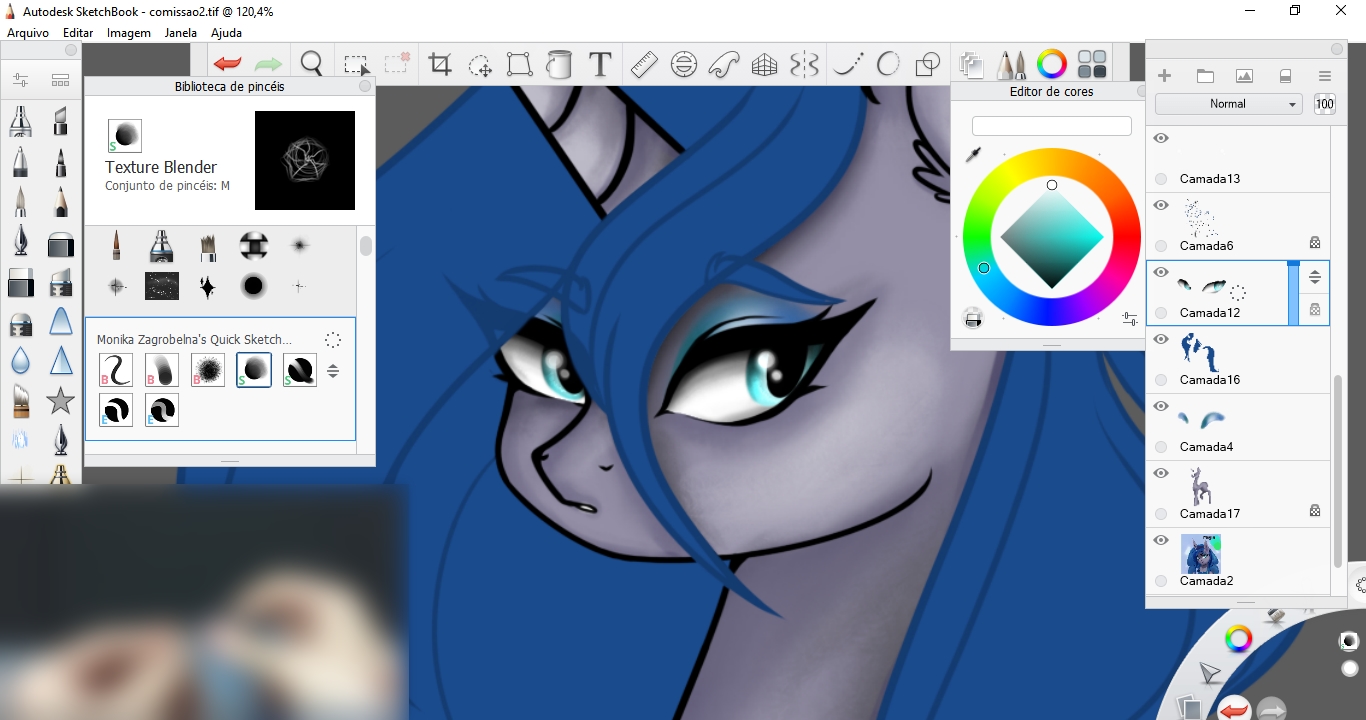 Autodesk SketchBook - comissao2.tif @ 120,4%
Arquivo Editar Imagem Janela Ajuda
T
Biblioteca de pincéis
Texture Blender
Conjunto de pincéis: M
S
Monika Zagrobelna's Quick Sketch...
B B B S S
E E
Editor de cores
Normal 100
Camada13
Camada6
Camada12
Camada16
Camada4
Camada17
Camada2